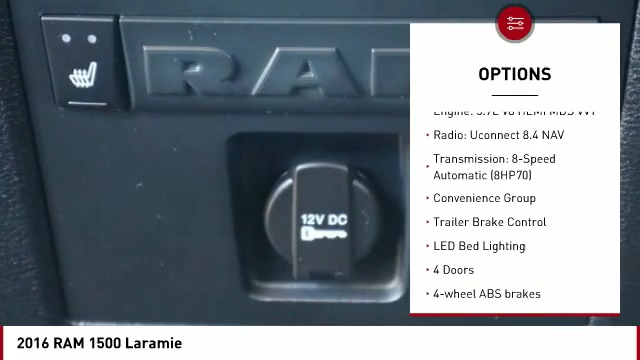 RA
12V DC
OPTIONS
Radio: Uconnect 8.4 NAV
Transmission: 8-Speed
Automatic (8HP70)
Convenience Group
Trailer Brake Control
LED Bed Lighting
4 Doors
4-wheel ABS brakes
2016 RAM 1500 Laramie